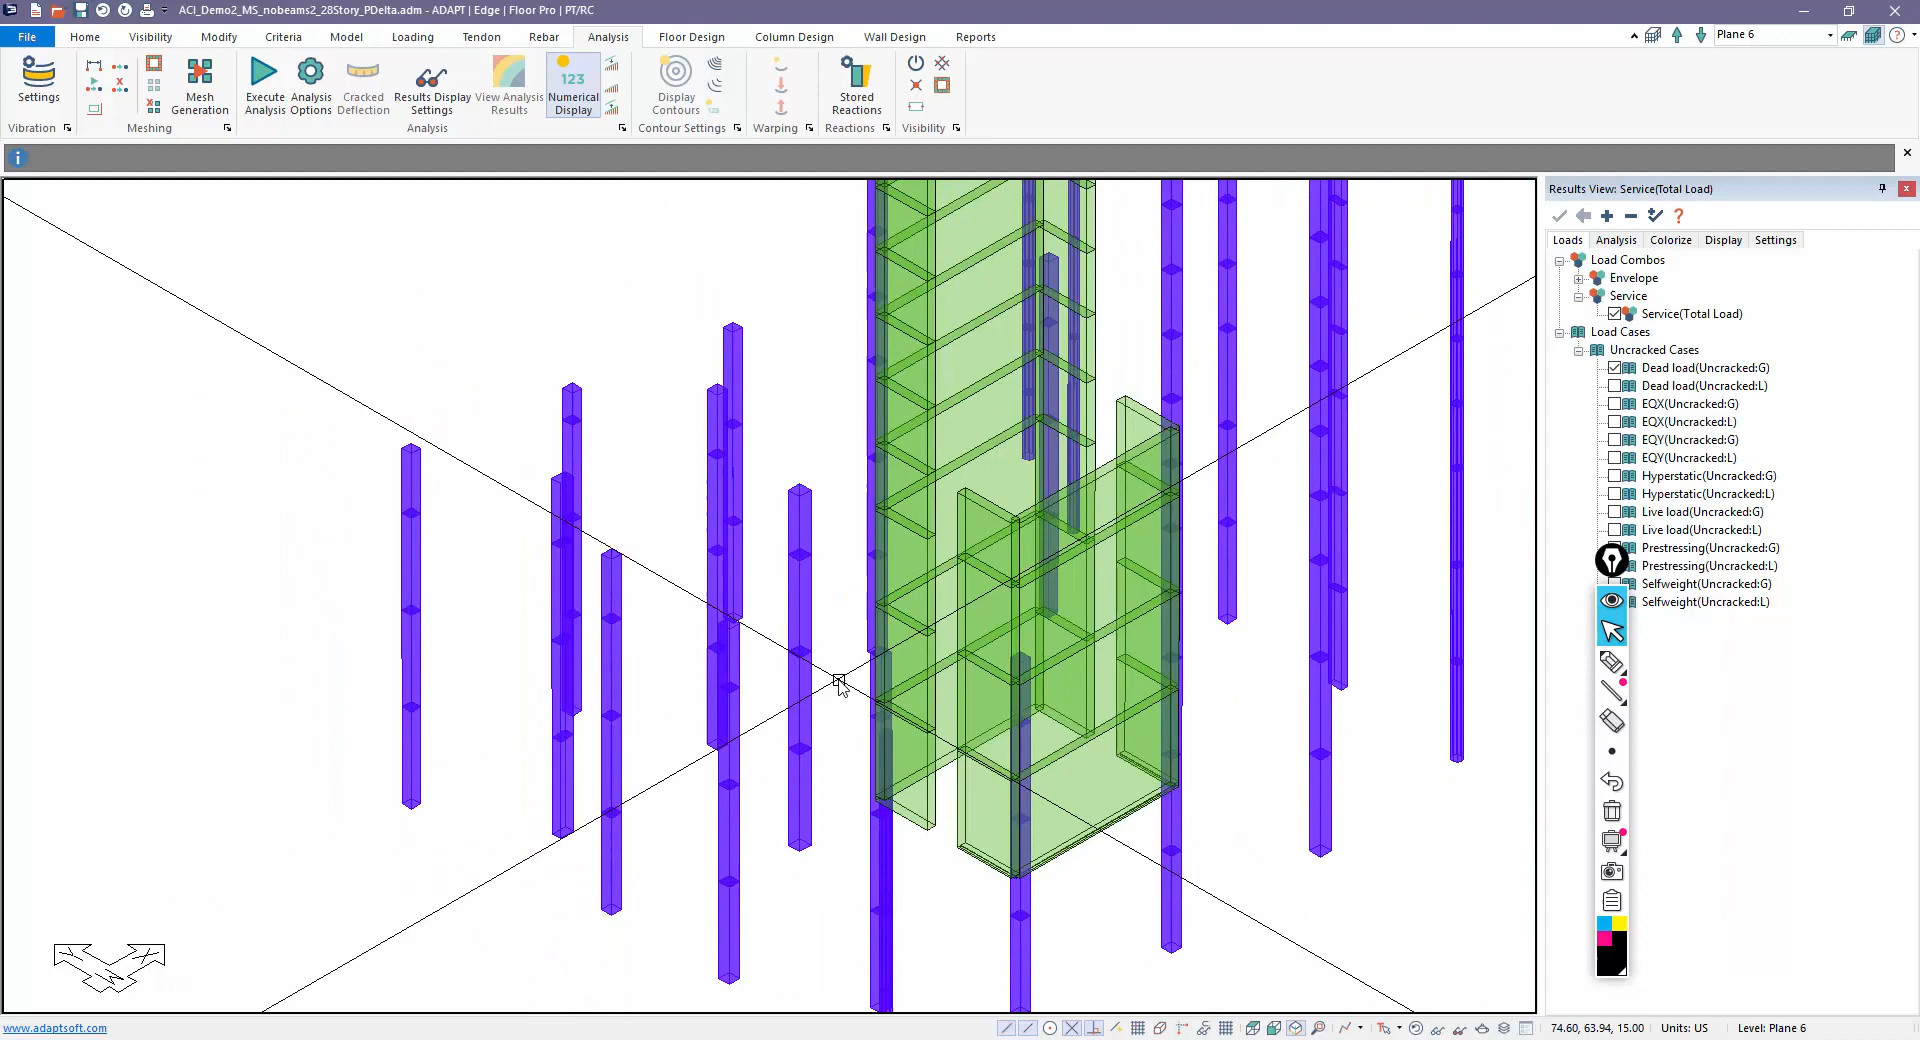 ACI_Demo2_MS_nobeams2_28Story_PDelta.adm - ADAPT | Edge | Floor Pro | PT/RC
File Home Visibility Modify Criteria Model Loading Tendon Rebar Analysis Floor Design Column Design Wall Design Reports Plane 6
Settings
Mesh Generation
Execute Analysis
Analysis Options
Cracked Deflection
Results Display Settings
View Analysis Results
123
Numerical Display
Display Contours
Stored Reactions
Vibration Meshing Analysis Contour Settings Warping Reactions Visibility
Results View: Service(Total Load)
Loads Analysis Colorize Display Settings
Load Combos
Envelope
Service
Service(Total Load)
Load Cases
Uncracked Cases
Dead load(Uncracked:G)
Dead load(Uncracked:L)
EQX(Uncracked:G)
EQX(Uncracked:L)
EQY(Uncracked:G)
EQY(Uncracked:L)
Hyperstatic(Uncracked:G)
Hyperstatic(Uncracked:L)
Live load(Uncracked:G)
Live load(Uncracked:L)
Prestressing(Uncracked:G)
Prestressing(Uncracked:L)
Selfweight(Uncracked:G)
Selfweight(Uncracked:L)
www.adaptsoft.com
74.60, 63.94, 15.00 Units: US Level: Plane 6